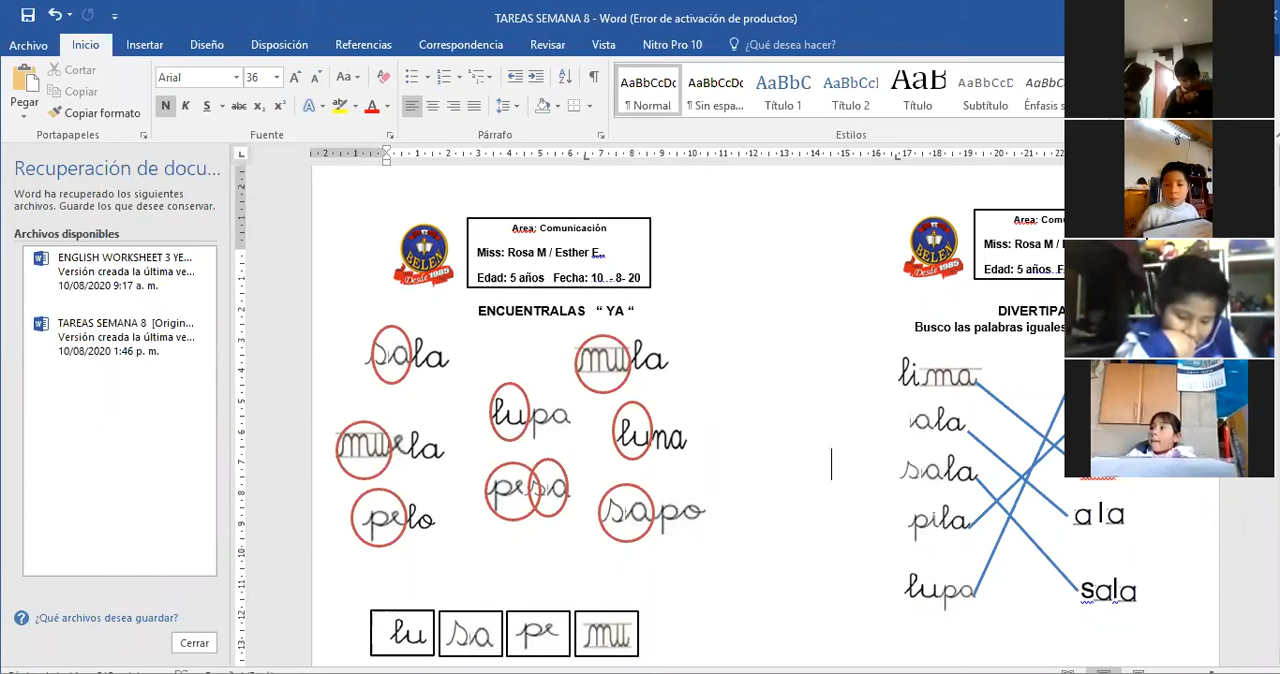 TAREAS SEMANA 8 - Word (Error de activación de productos)
Archivo Inicio Insertar Diseño Disposición Referencias Correspondencia Revisar Vista Nitro Pro 10 ¿Qué desea hacer?
Pegar
Cortar
Copiar
Copiar formato
Arial 36 Aa
N K S abc x₂ x² A A
AaBbCcDc AaBbCcDc AaBbC AaBbCcI AaB AaBbCcD
¶ Normal ¶ Sin espa... Título 1 Título 2 Título Subtítulo Énfasis s
Portapapeles Fuente Párrafo Estilos
Recuperación de docu...
Word ha recuperado los siguientes
archivos. Guarde los que desee conservar.
Archivos disponibles
ENGLISH WORKSHEET 3 YE...
Versión creada la última ve...
10/08/2020 9:17 a. m.
TAREAS SEMANA 8 [Origin...
Versión creada la última ve...
10/08/2020 1:46 p. m.
¿Qué archivos desea guardar?
Cerrar
BELEN
Desde 1985
Area: Comunicación
Miss: Rosa M / Esther E
Edad: 5 años Fecha: 10 - 8- 20
ENCUENTRALAS “ YA “
sala
mula
lupa
luna
muela
pesa
pelo
sapo
lu sa pe mu
BELEN
Desde 1985
Area: Comu
Miss: Rosa M / E
Edad: 5 años F
DIVERTIPA
Busco las palabras iguales
lima
ala
sala
pila
lupa
ala
sala